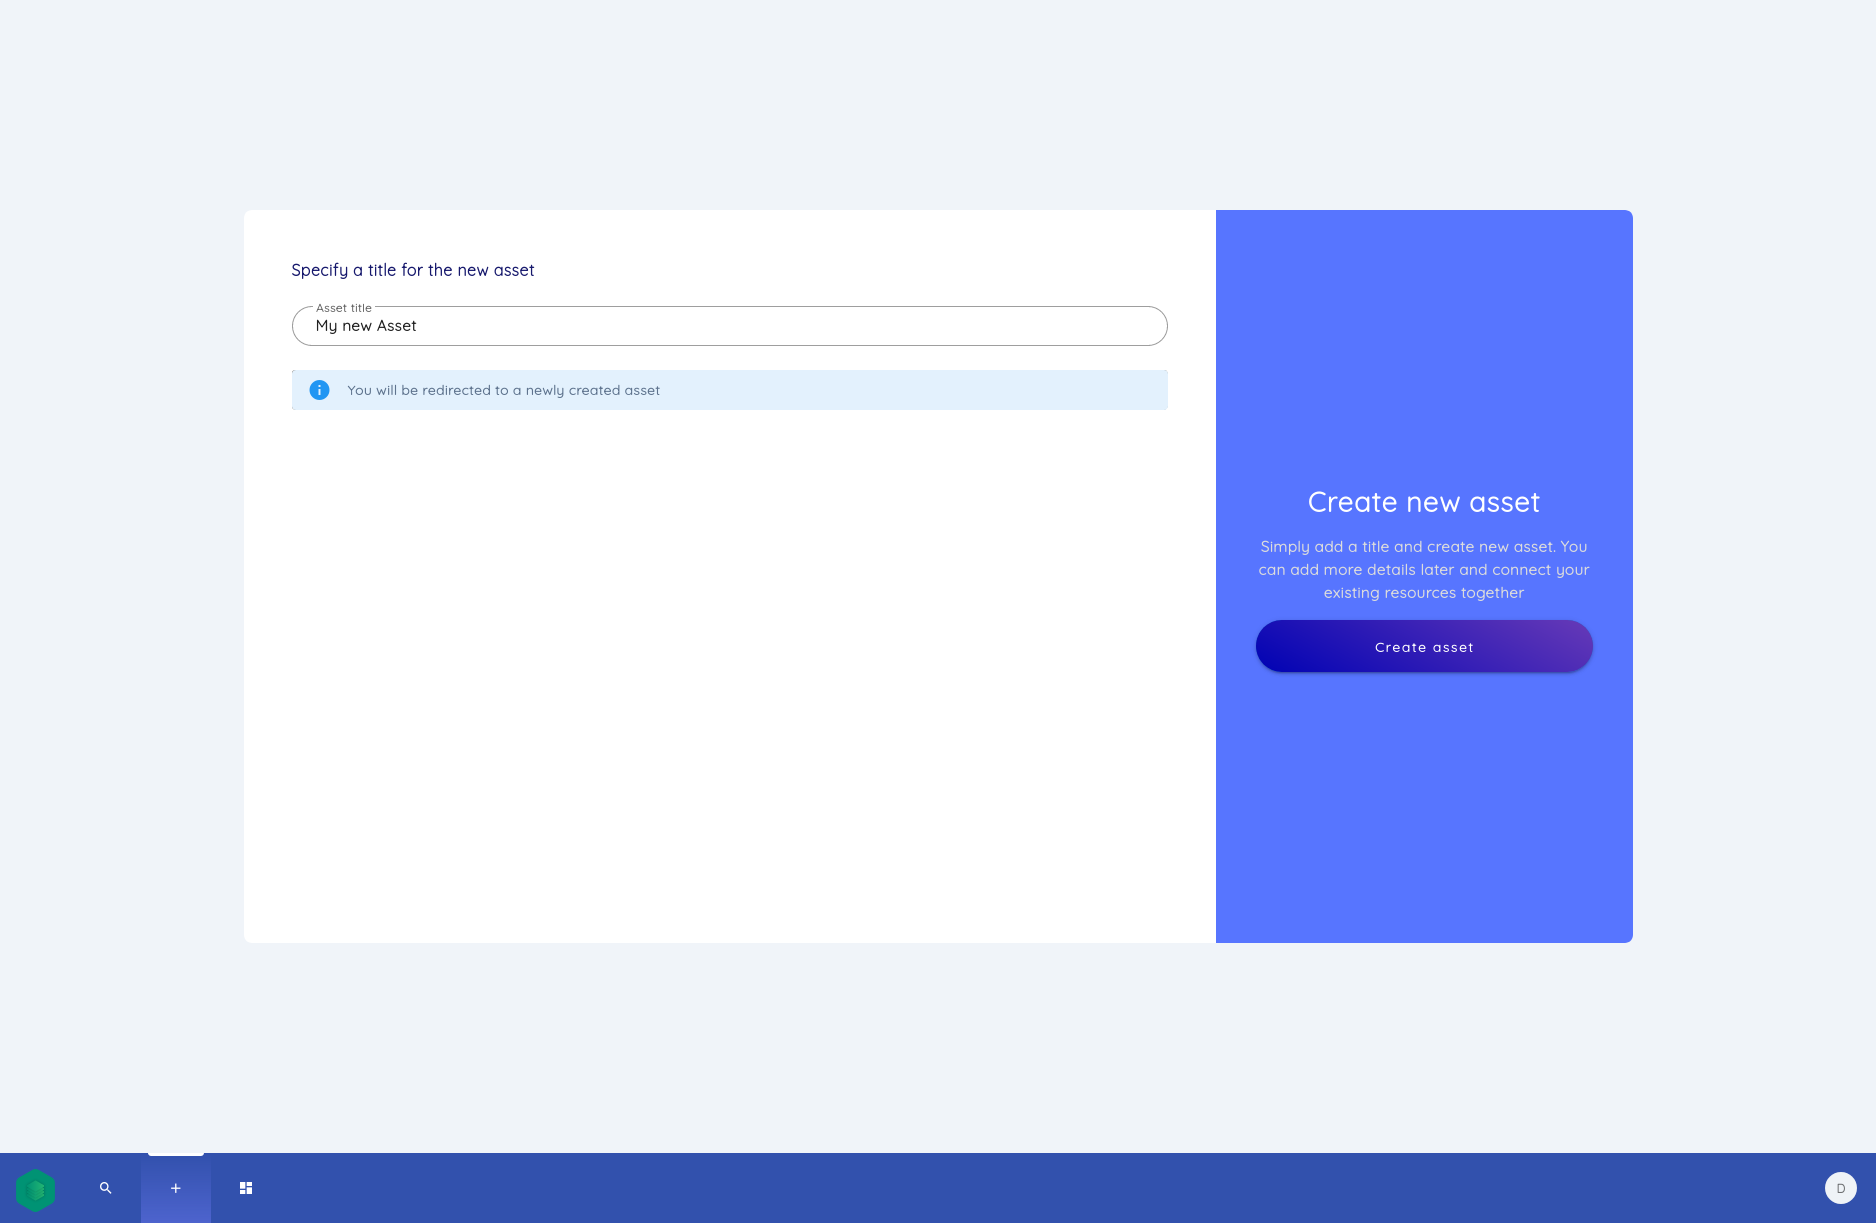 Specify a title for the new asset
Asset title
My new Asset
You will be redirected to a newly created asset
Create new asset
Simply add a title and create new asset. You
can add more details later and connect your
existing resources together
Create asset
D